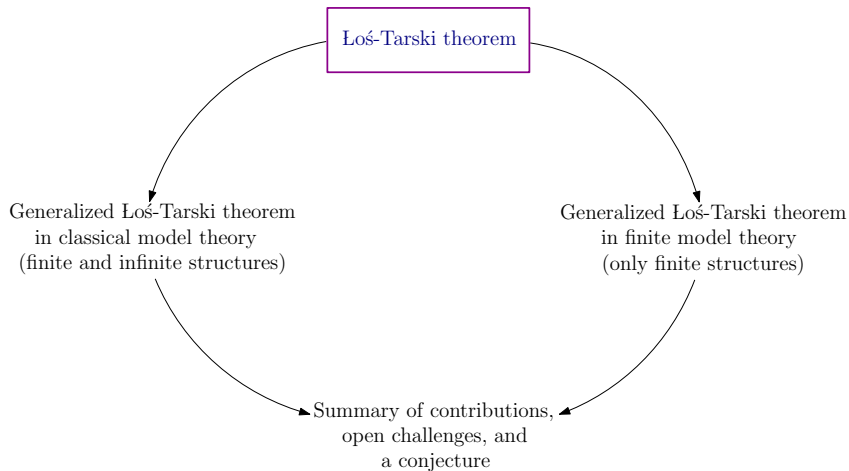 Łoś-Tarski theorem
Generalized Łoś-Tarski theorem
in classical model theory
(finite and infinite structures)
Generalized Łoś-Tarski theorem
in finite model theory
(only finite structures)
Summary of contributions,
open challenges, and
a conjecture